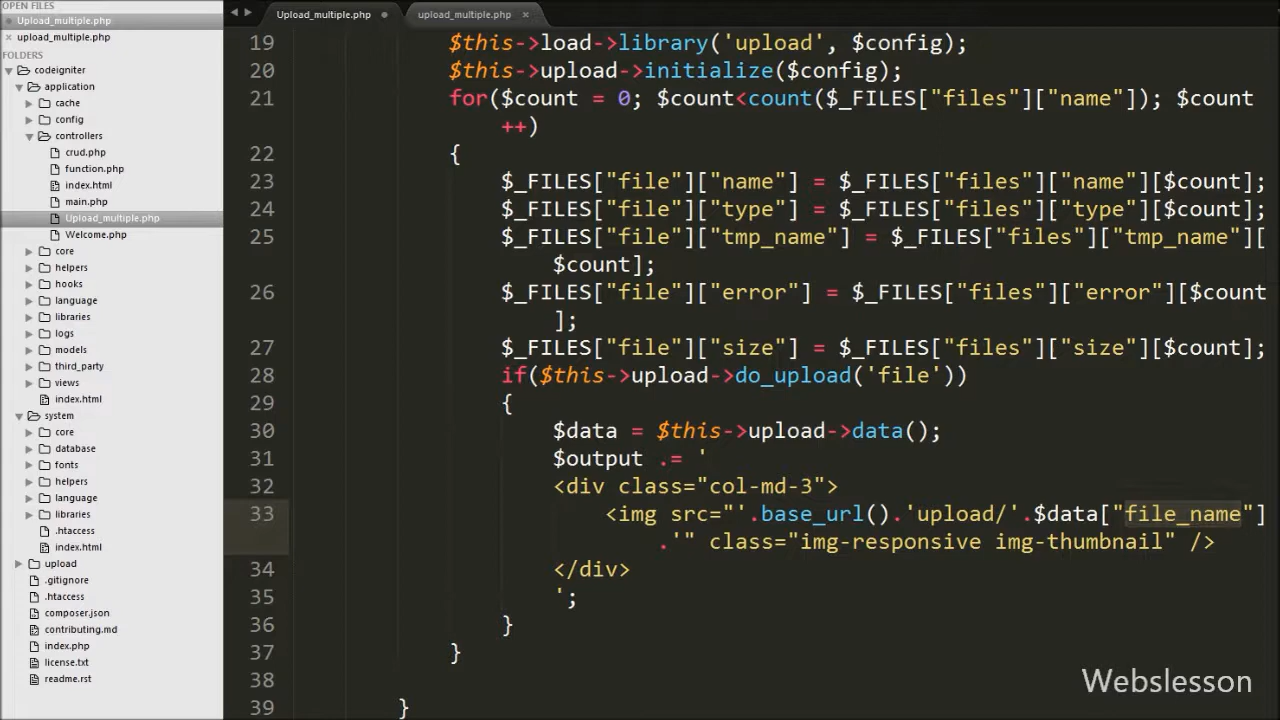 OPEN FILES
Upload_multiple.php
upload_multiple.php
FOLDERS
codeigniter
application
cache
config
controllers
crud.php
function.php
index.html
main.php
Upload_multiple.php
Welcome.php
core
helpers
hooks
language
libraries
logs
models
third_party
views
index.html
system
core
database
fonts
helpers
language
libraries
.htaccess
index.html
upload
.gitignore
.htaccess
composer.json
contributing.md
index.php
license.txt
readme.rst
Upload_multiple.php
upload_multiple.php ×
19 $this->load->library('upload', $config);
20 $this->upload->initialize($config);
21 for($count = 0; $count<count($_FILES["files"]["name"]); $count
++)
22 {
23 $_FILES["file"]["name"] = $_FILES["files"]["name"][$count];
24 $_FILES["file"]["type"] = $_FILES["files"]["type"][$count];
25 $_FILES["file"]["tmp_name"] = $_FILES["files"]["tmp_name"][
$count];
26 $_FILES["file"]["error"] = $_FILES["files"]["error"][$count
];
27 $_FILES["file"]["size"] = $_FILES["files"]["size"][$count];
28 if($this->upload->do_upload('file'))
29 {
30 $data = $this->upload->data();
31 $output .= '
32 <div class="col-md-3">
33 <img src="'.base_url().'upload/'.$data["file_name"]
.'" class="img-responsive img-thumbnail" />
34 </div>
35 ';
36 }
37 }
38
39 }
Webslesson